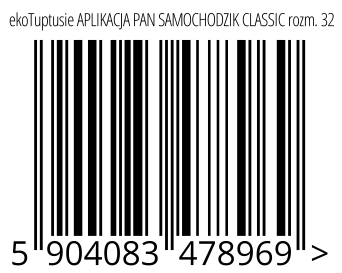 ekoTuptusie APLIKACJA PAN SAMOCHODZIK CLASSIC rozm. 32
5 904083 478969 >